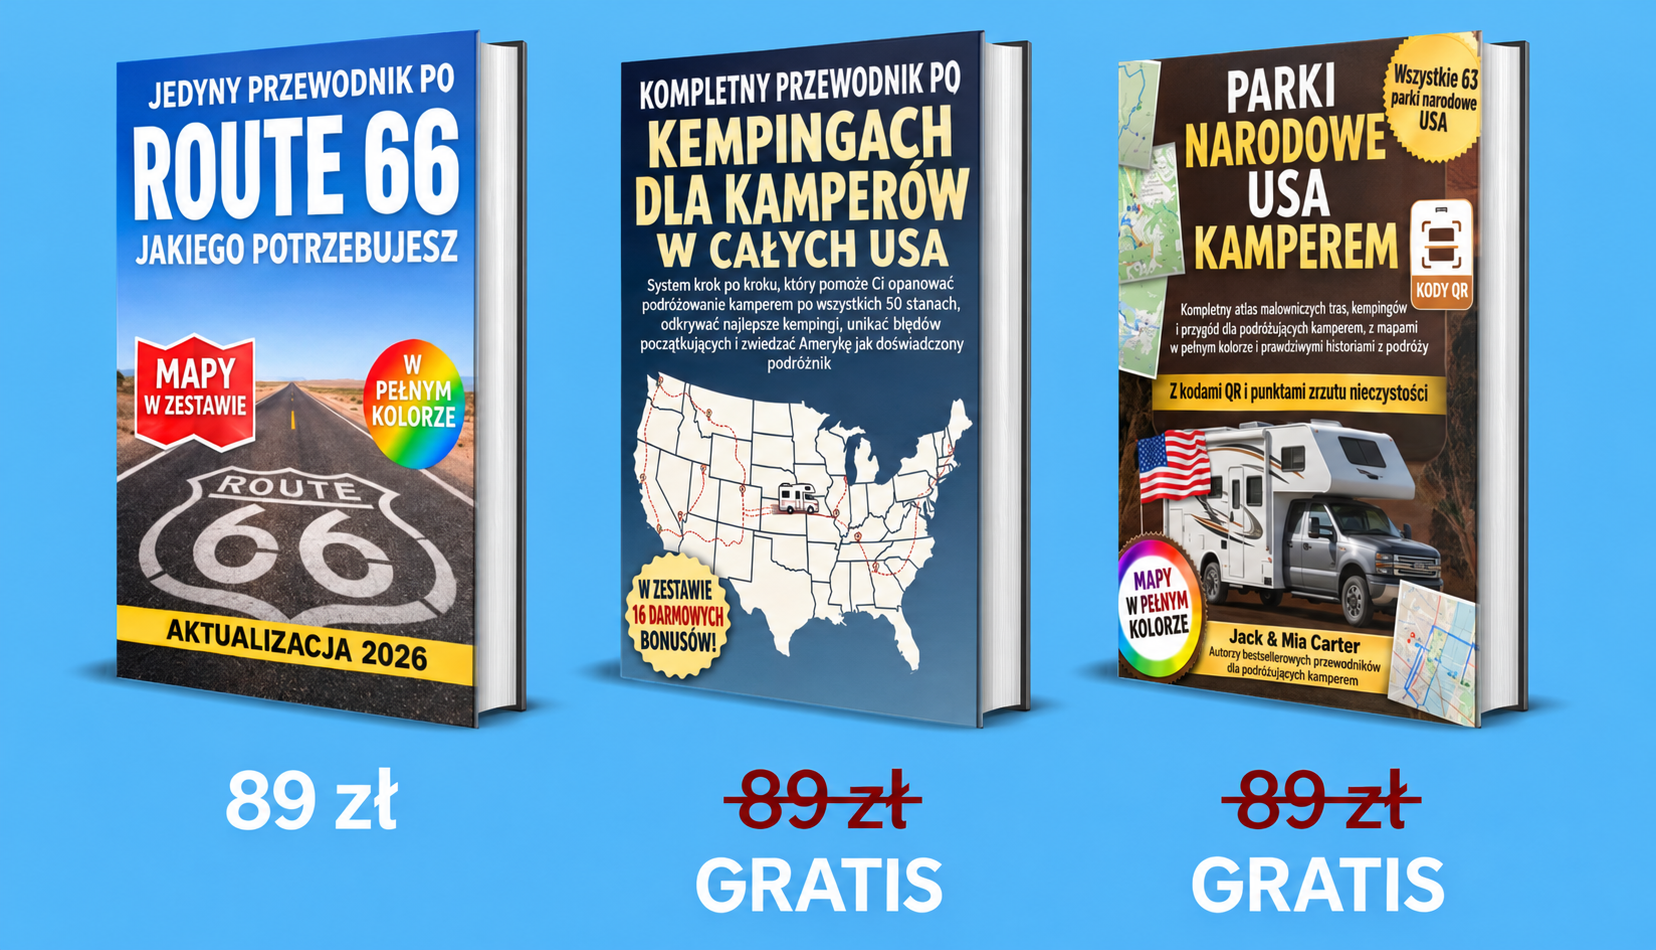 JEDYNY PRZEWODNIK PO
ROUTE 66
JAKIEGO POTRZEBUJESZ
MAPY
W ZESTAWIE
W
PEŁNYM
KOLORZE
ROUTE
66
AKTUALIZACJA 2026
89 zł
KOMPLETNY PRZEWODNIK PO
KEMPINGACH
DLA KAMPERÓW
W CAŁYCH USA
System krok po kroku, który pomoże Ci opanować
podróżowanie kamperem po wszystkich 50 stanach,
odkrywać najlepsze kempingi, unikać błędów
początkujących i zwiedzać Amerykę jak doświadczony
podróżnik
W ZESTAWIE
16 DARMOWYCH
BONUSÓW!
89 zł
GRATIS
PARKI
NARODOWE
USA
KAMPEREM
Wszystkie 63
parki narodowe
USA
KODY QR
Kompletny atlas malowniczych tras, kempingów
i przygód dla podróżujących kamperem, z mapami
w pełnym kolorze i prawdziwymi historiami z podróży
Z kodami QR i punktami zrzutu nieczystości
MAPY
W PEŁNYM
KOLORZE
Jack & Mia Carter
Autorzy bestsellerowych przewodników
dla podróżujących kamperem
89 zł
GRATIS